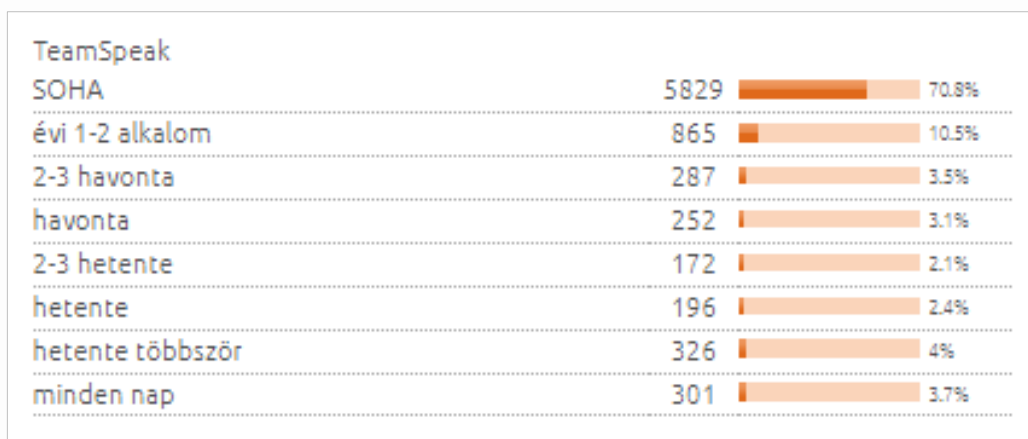 TeamSpeak
SOHA 5829 70.8%
évi 1-2 alkalom 865 10.5%
2-3 havonta 287 3.5%
havonta 252 3.1%
2-3 hetente 172 2.1%
hetente 196 2.4%
hetente többször 326 4%
minden nap 301 3.7%